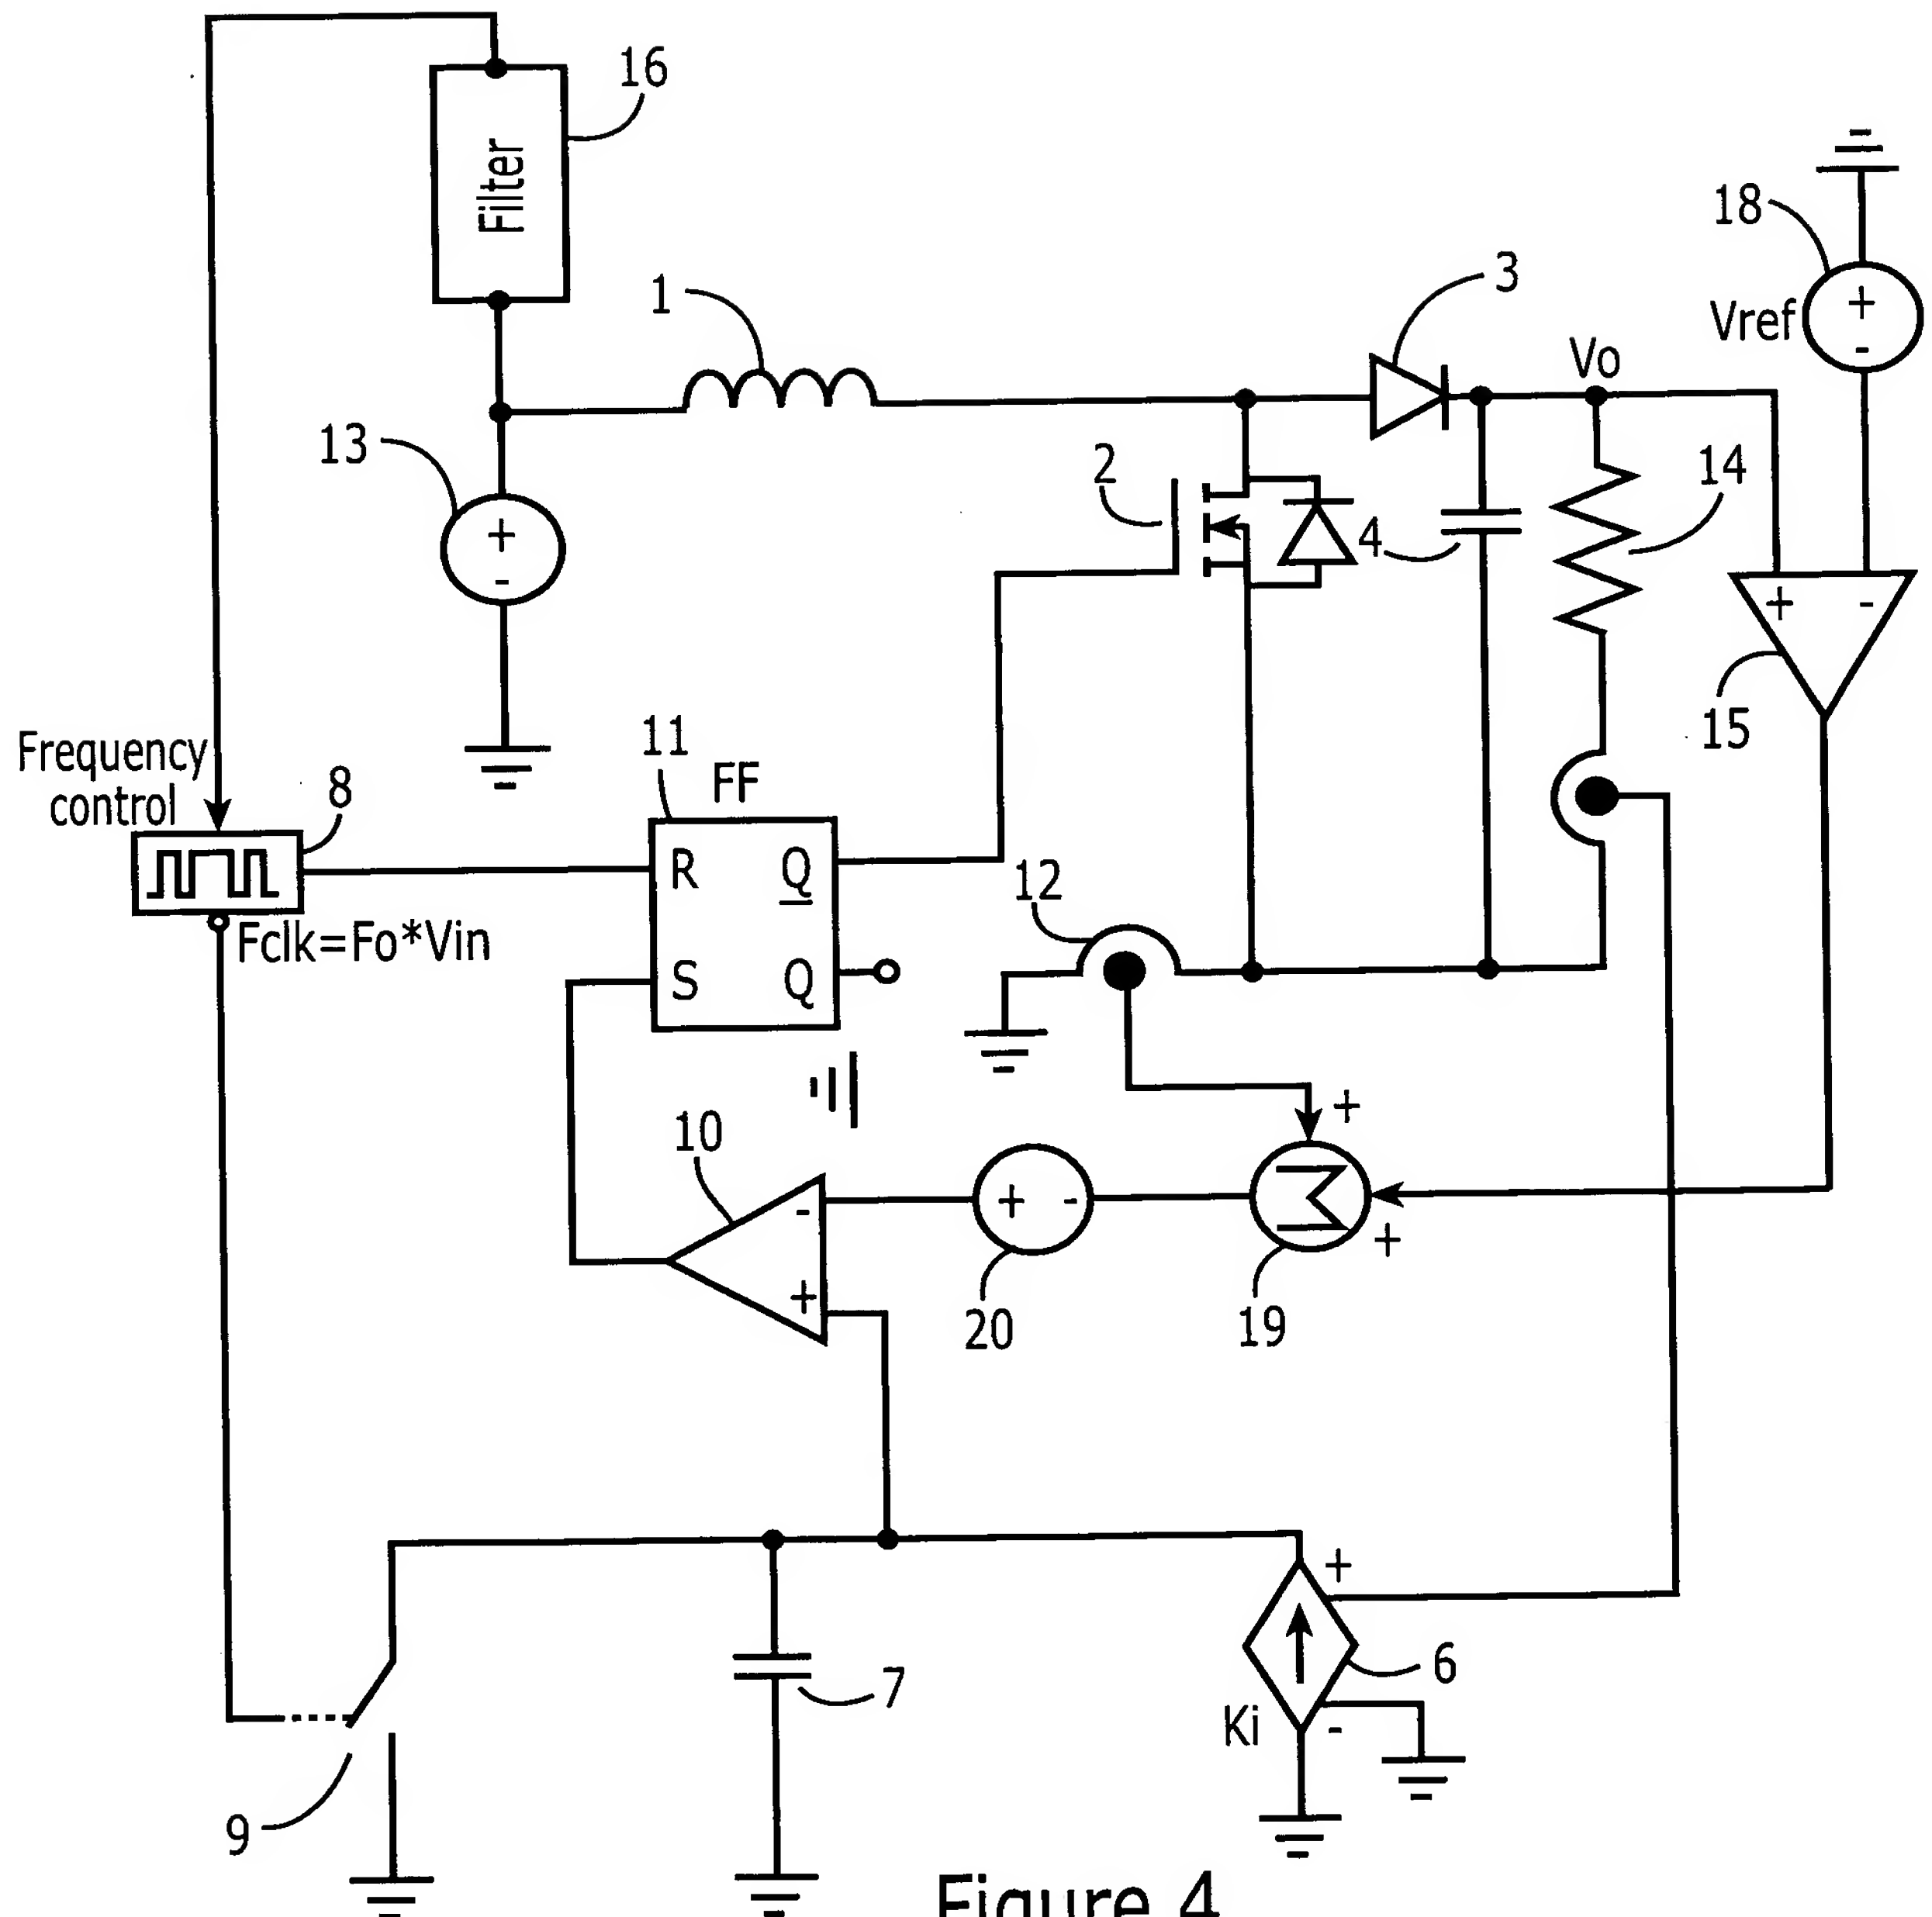 16
Filter
18
3
1
Vref
+
-
Vo
13
2
14
4
+
-
+
-
15
11
FF
Frequency
control
8
R
Q
12
Fclk=Fo*Vin
S
Q
+
10
-
+
-
Σ
+
+
20
19
+
6
7
Ki
-
9
Figure 4